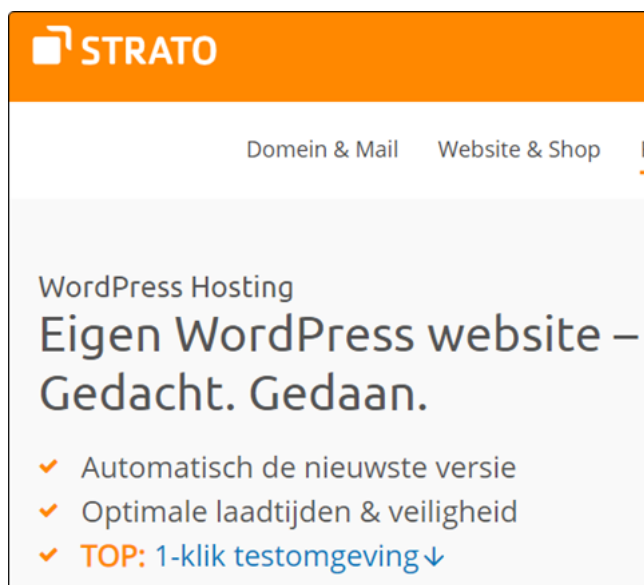 STRATO
Domein & Mail Website & Shop
WordPress Hosting
Eigen WordPress website –
Gedacht. Gedaan.
Automatisch de nieuwste versie
Optimale laadtijden & veiligheid
TOP: 1-klik testomgeving↓